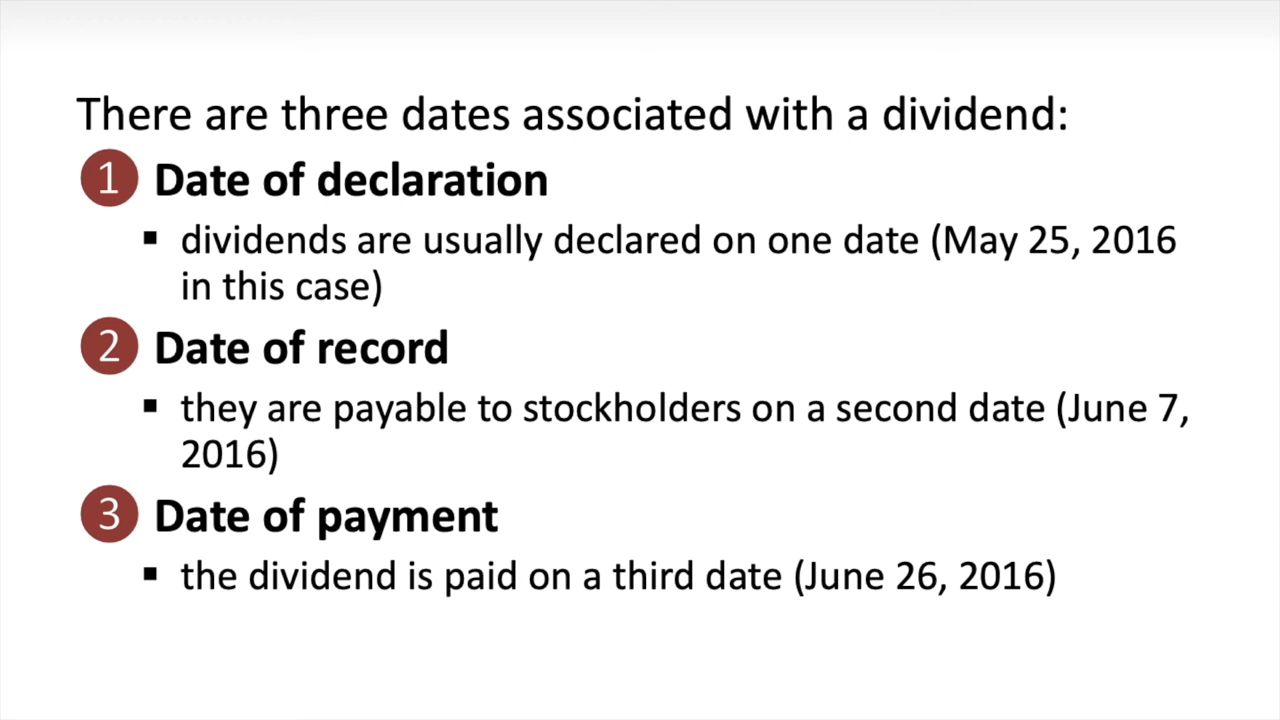 There are three dates associated with a dividend:
1 Date of declaration
▪ dividends are usually declared on one date (May 25, 2016
in this case)
2 Date of record
▪ they are payable to stockholders on a second date (June 7,
2016)
3 Date of payment
▪ the dividend is paid on a third date (June 26, 2016)